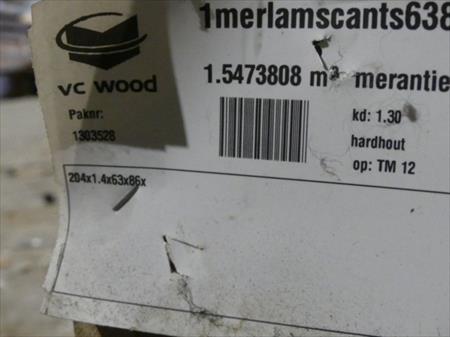 1merlamscants638
vc wood
1.5473808 m³ merantie
Paknr:
1303528
kd: 1.30
hardhout
op: TM 12
204x1.4x63x86x